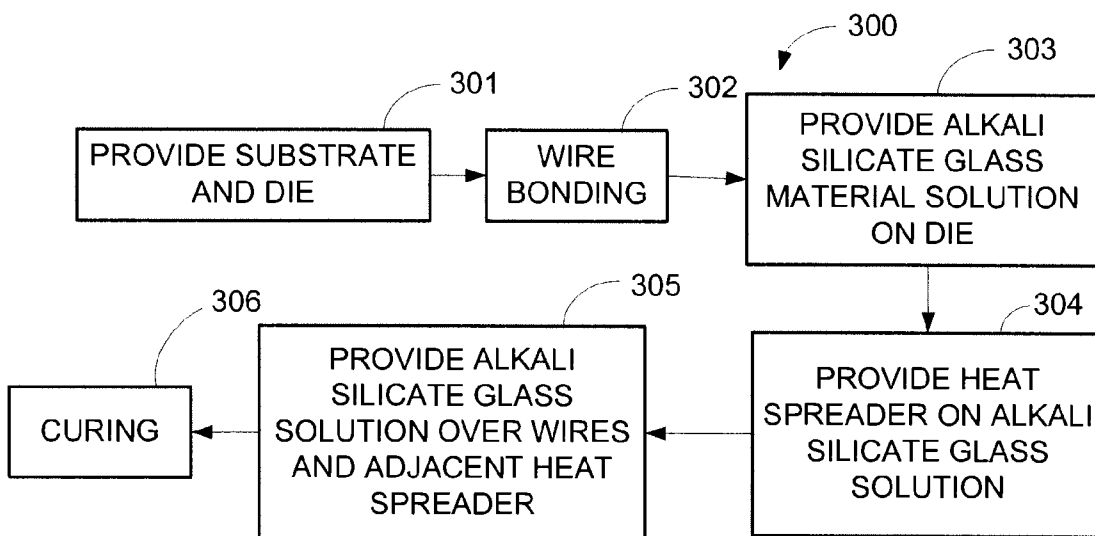 300
301
PROVIDE SUBSTRATE
AND DIE
302
WIRE
BONDING
303
PROVIDE ALKALI
SILICATE GLASS
MATERIAL SOLUTION
ON DIE
304
PROVIDE HEAT
SPREADER ON ALKALI
SILICATE GLASS
SOLUTION
305
PROVIDE ALKALI
SILICATE GLASS
SOLUTION OVER WIRES
AND ADJACENT HEAT
SPREADER
306
CURING